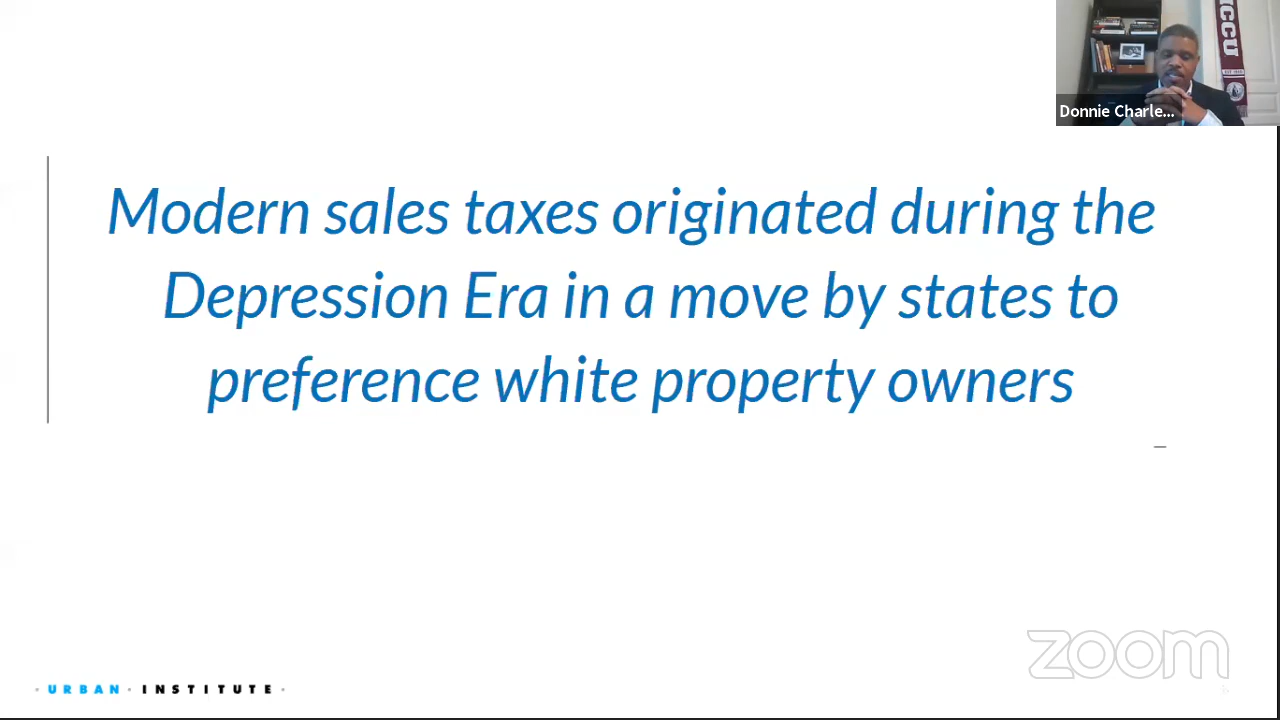 Donnie Charle...
Modern sales taxes originated during the
Depression Era in a move by states to
preference white property owners
URBAN · INSTITUTE
zoom